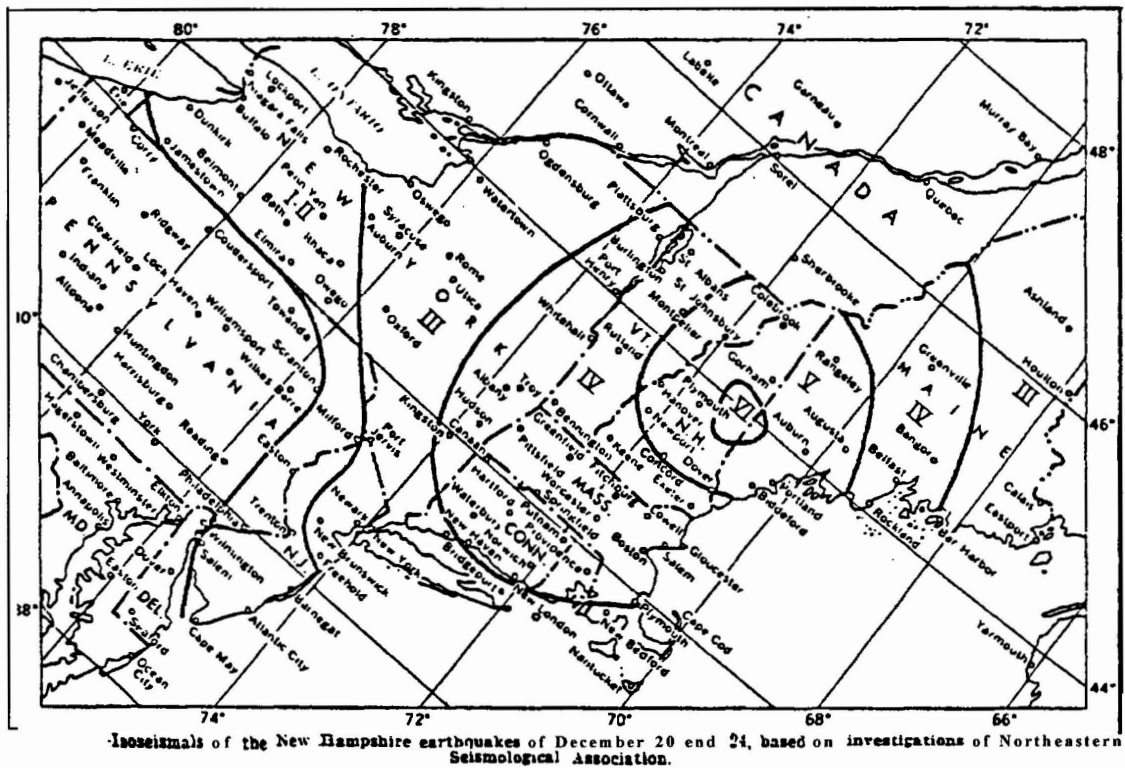 80°
78°
76°
74°
72°
L. ERIE
Jefferson
Erie
Corry
Meadville
Franklin
Ridgway
Clearfield
Indiana
Altoona
Dunkirk
Jamestown
Buffalo
Niagara Falls
Lockport
Belmont
Bath
Penn Yan
Rochester
Ithaca
Elmira
Owego
Coudersport
Towanda
Lock Haven
Williamsport
Scranton
Wilkes Barre
Huntingdon
Harrisburg
Chambersburg
York
Reading
Hagerstown
Westminster
Baltimore
Annapolis
Elkton
Philadelphia
Wilmington
Salem
Dover
Easton
Seaford
Ocean City
Cape May
Atlantic City
Barnegat
Freehold
New Brunswick
Trenton
Easton
Milford
Port Jervis
Newark
New York
PENNSYLVANIA
MD.
DEL.
N.J.
NEW
Y
O
R
K
I-II
III
Kingston
Oswego
Watertown
Syracuse
Auburn
Rome
Utica
Oxford
Ottawa
Cornwall
Ogdensburg
Montreal
Labelle
Garneau
Murray Bay
Sorel
Quebec
CANADA
48°
Plattsburg
Burlington
Port Henry
St Albans
St Johnsbury
Montpelier
Colebrook
Sherbrooke
Whitehall
Rutland
VT.
IV
Gorham
Rangeley
Plymouth
Hanover
Newport
N.H.
VI
V
Auburn
Augusta
Greenville
MAINE
IV
Bangor
Belfast
Ashland
Houlton
III
Calais
Eastport
46°
Kingston
Albany
Hudson
Canaan
Troy
Bennington
Greenfield
Pittsfield
Keene
Fitchburg
Concord
Dover
Exeter
MASS.
Worcester
Springfield
Lowell
Boston
Salem
Gloucester
Biddeford
Portland
Rockland
Bar Harbor
Hartford
Putnam
Waterbury
CONN
Norwich
Providence
New Haven
Bridgeport
New London
Plymouth
Cape Cod
New Bedford
Nantucket
Yarmouth
44°
74°
72°
70°
68°
66°
Isoseismals of the New Hampshire earthquakes of December 20 end 24, based on investigations of Northeastern
Seismological Association.